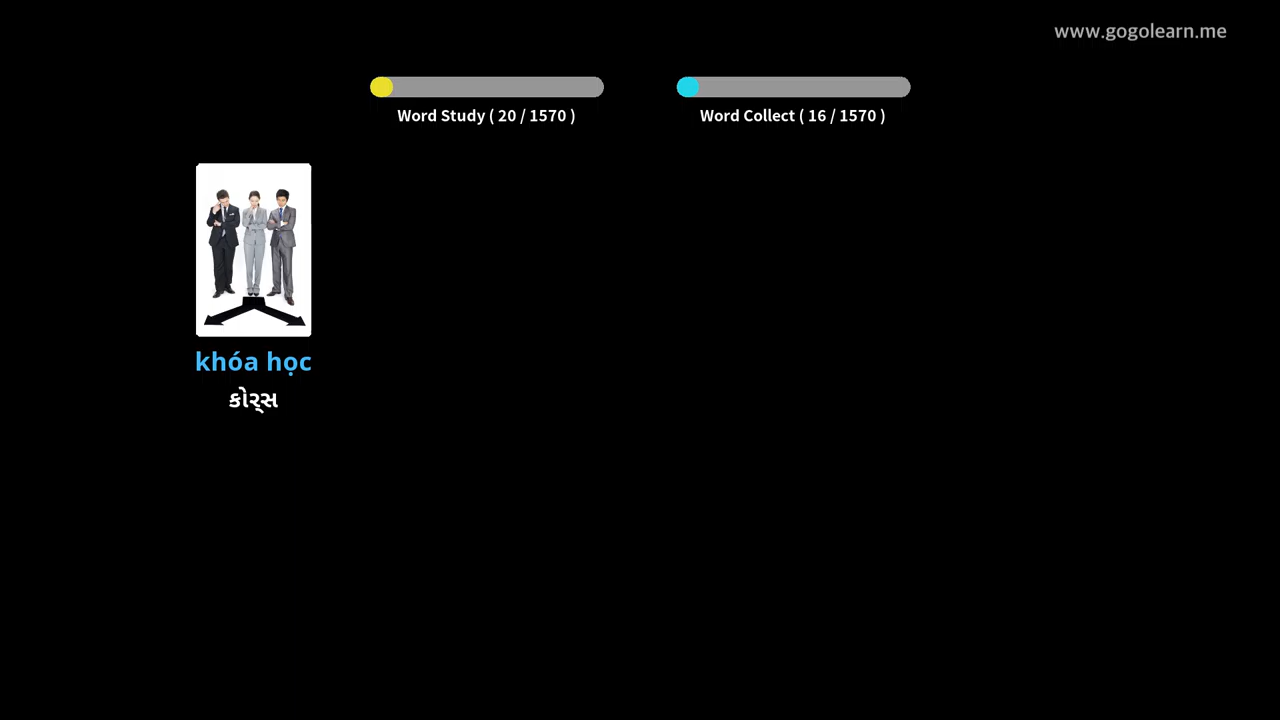 www.gogolearn.me
Word Study ( 20 / 1570 )
Word Collect ( 16 / 1570 )
khóa học
કોર્સ